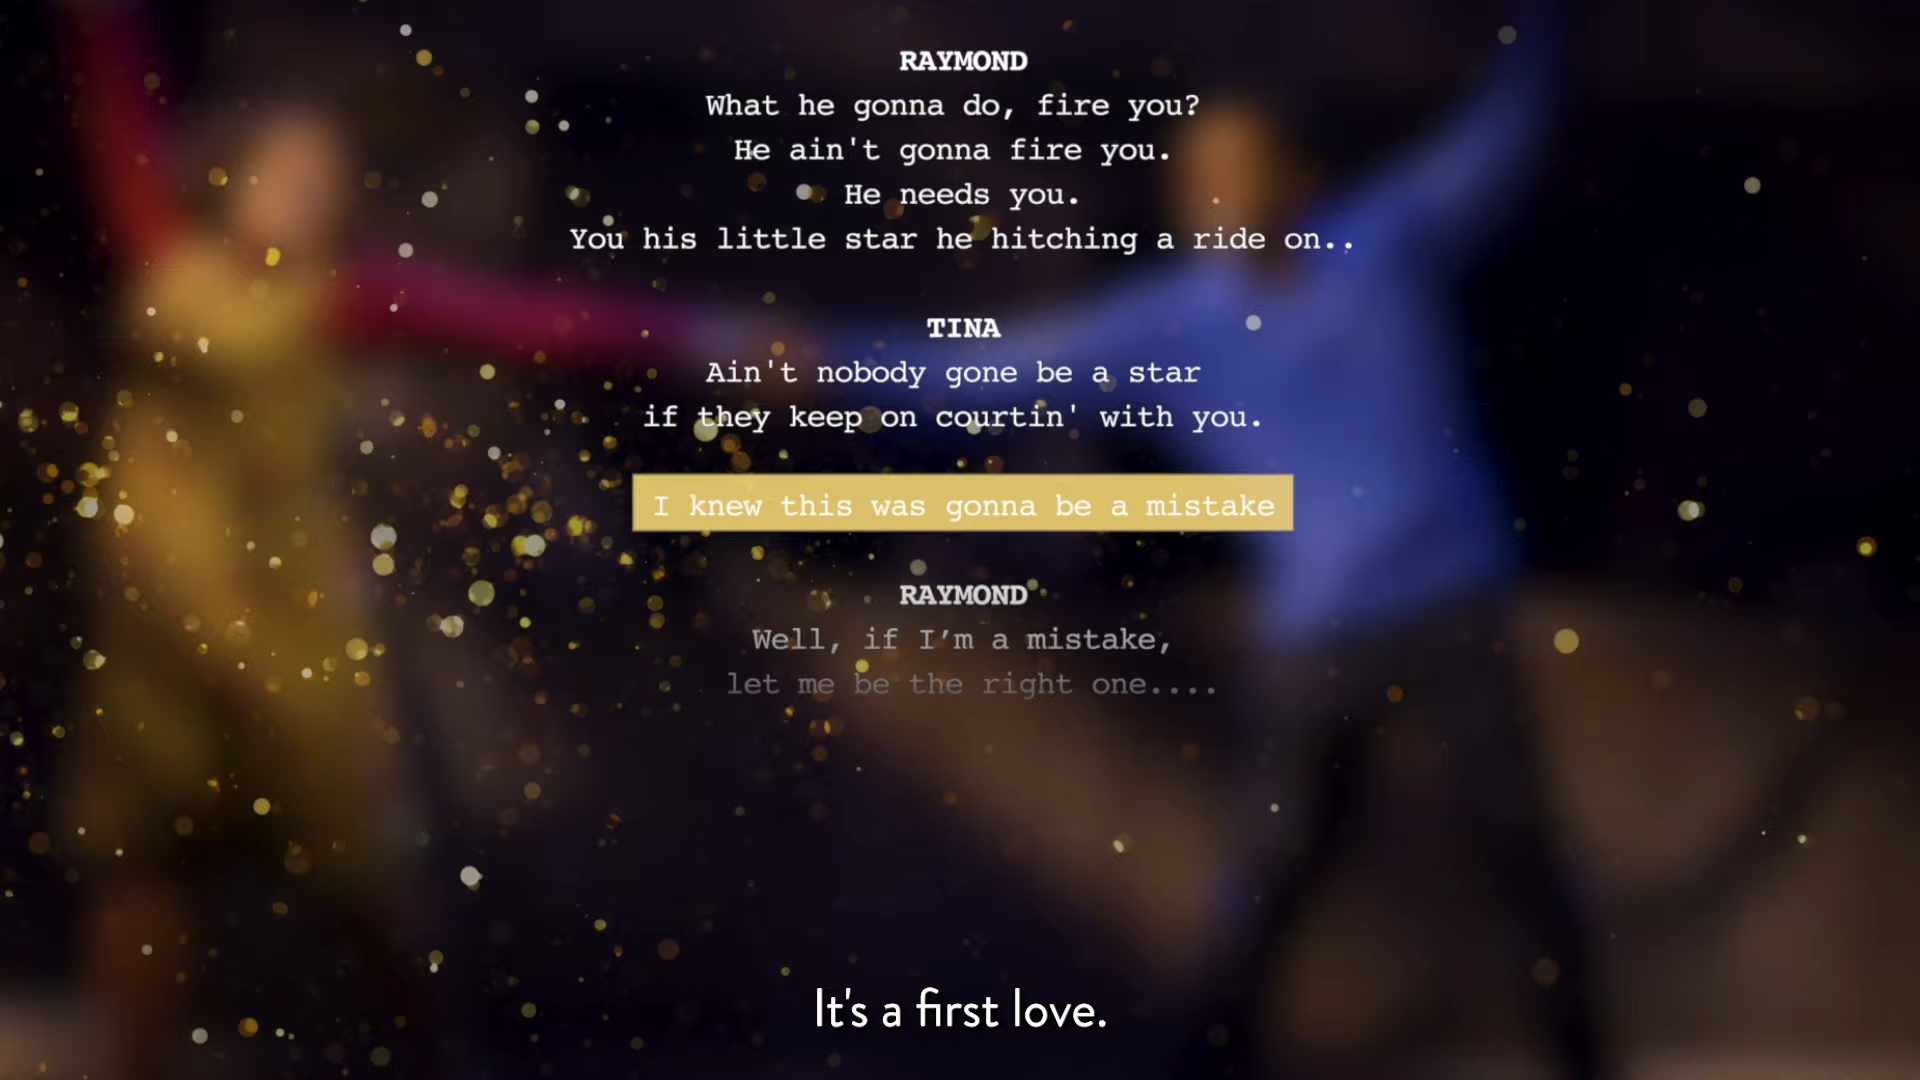 RAYMOND
What he gonna do, fire you?
He ain't gonna fire you.
He needs you.
You his little star he hitching a ride on..
TINA
Ain't nobody gone be a star
if they keep on courtin' with you.
I knew this was gonna be a mistake
RAYMOND
Well, if I’m a mistake,
let me be the right one....
It's a first love.